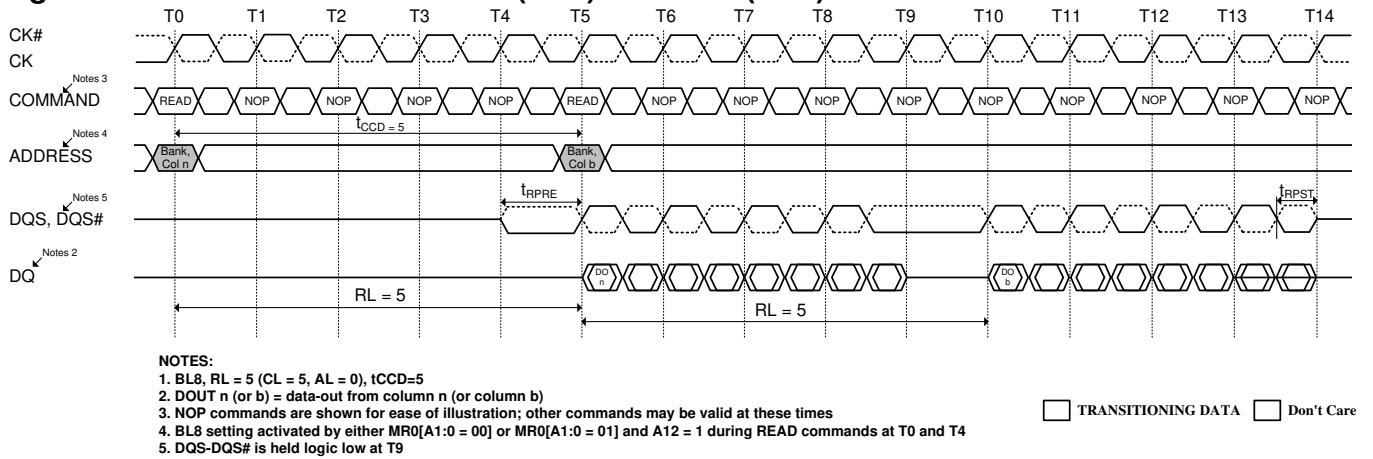 T0 T1 T2 T3 T4 T5 T6 T7 T8 T9 T10 T11 T12 T13 T14
CK#
CK
Notes 3
COMMAND READ NOP NOP NOP NOP READ NOP NOP NOP NOP NOP NOP NOP NOP NOP
tCCD = 5
Notes 4
ADDRESS
Bank, Col n
Bank, Col b
Notes 5
DQS, DQS#
tRPRE
tRPST
Notes 2
DQ
DO n
DO b
RL = 5
RL = 5
NOTES:
1. BL8, RL = 5 (CL = 5, AL = 0), tCCD=5
2. DOUT n (or b) = data-out from column n (or column b)
3. NOP commands are shown for ease of illustration; other commands may be valid at these times
4. BL8 setting activated by either MR0[A1:0 = 00] or MR0[A1:0 = 01] and A12 = 1 during READ commands at T0 and T4
5. DQS-DQS# is held logic low at T9
TRANSITIONING DATA Don't Care